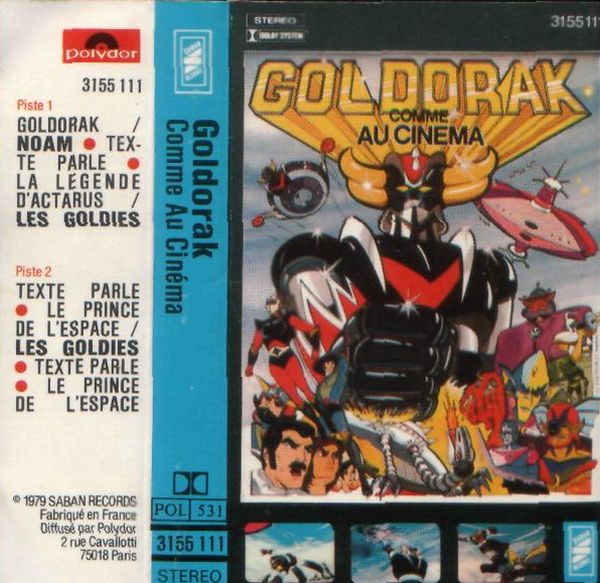 polydor
3155 111
Piste 1
GOLDORAK /
NOAM ● TEX-
TE PARLE ●
LA LEGENDE
D'ACTARUS /
LES GOLDIES
Piste 2
TEXTE PARLE
● LE PRINCE
DE L'ESPACE /
LES GOLDIES
● TEXTE PARLE
● LE PRINCE
DE L'ESPACE
℗ 1979 SABAN RECORDS
Fabriqué en France
Diffusé par Polydor
2 rue Cavallotti
75018 Paris
SABAN
RECORDS
Goldorak
Comme Au Cinéma
POL 531
3155 111
STEREO
STEREO
DOLBY SYSTEM
315511
GOLDORAK
COMME
AU CINEMA